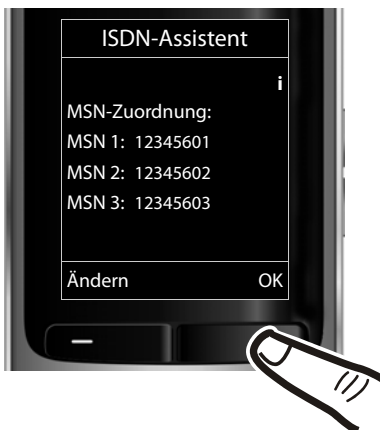 ISDN-Assistent
i
MSN-Zuordnung:
MSN 1: 12345601
MSN 2: 12345602
MSN 3: 12345603
Ändern OK